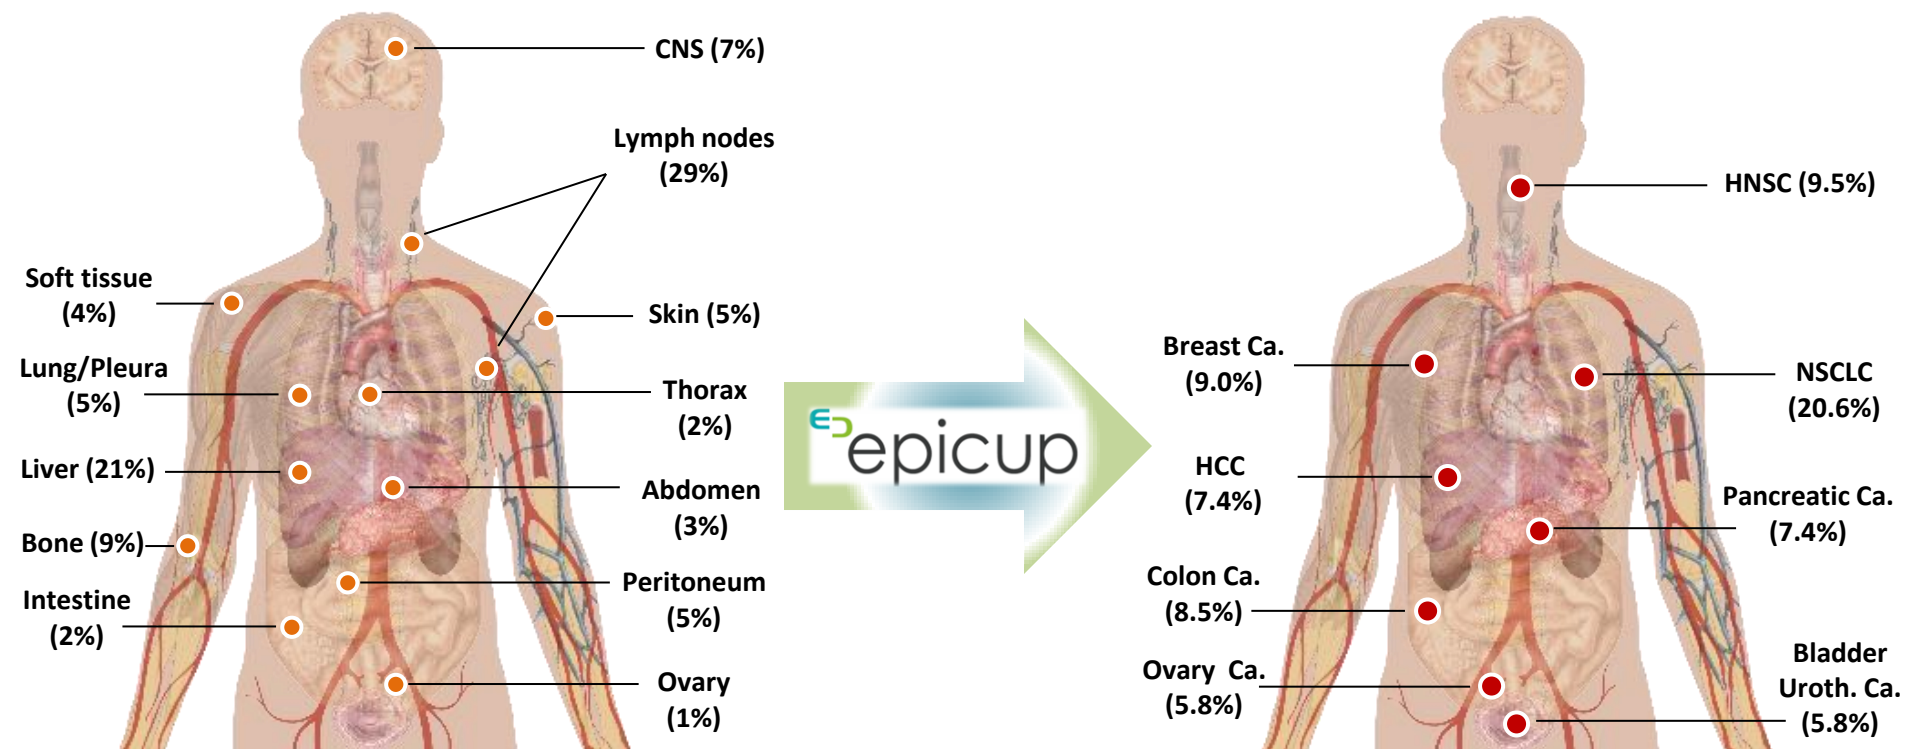 CNS (7%)
Lymph nodes
(29%)
Soft tissue
(4%)
Skin (5%)
Lung/Pleura
(5%)
Thorax
(2%)
Liver (21%)
Abdomen
(3%)
Bone (9%)
Peritoneum
(5%)
Intestine
(2%)
Ovary
(1%)
epicup
HNSC (9.5%)
Breast Ca.
(9.0%)
NSCLC
(20.6%)
HCC
(7.4%)
Pancreatic Ca.
(7.4%)
Colon Ca.
(8.5%)
Ovary Ca.
(5.8%)
Bladder
Uroth. Ca.
(5.8%)